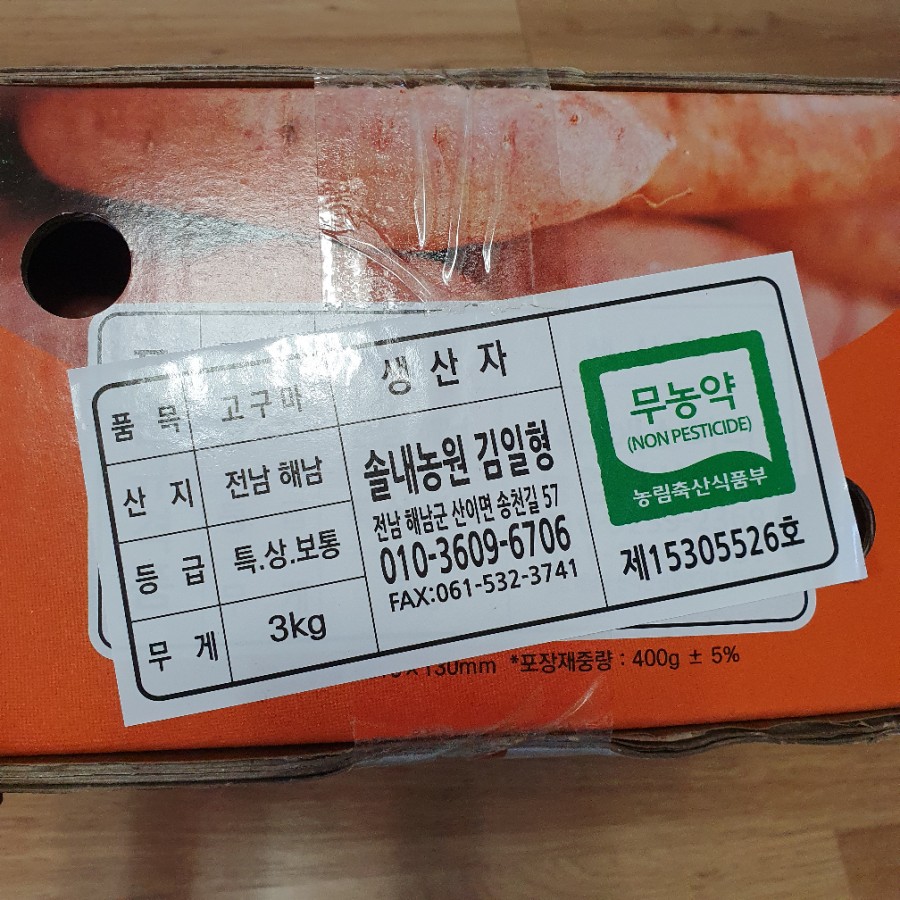 품 목 고구마
산 지 전남 해남
등 급 특.상.보통
무 게 3kg
생 산 자
솔내농원 김일형
전남 해남군 산이면 송천길 57
010-3609-6706
FAX:061-532-3741
무농약
(NON PESTICIDE)
농림축산식품부
제15305526호
130mm *포장재중량 : 400g ± 5%